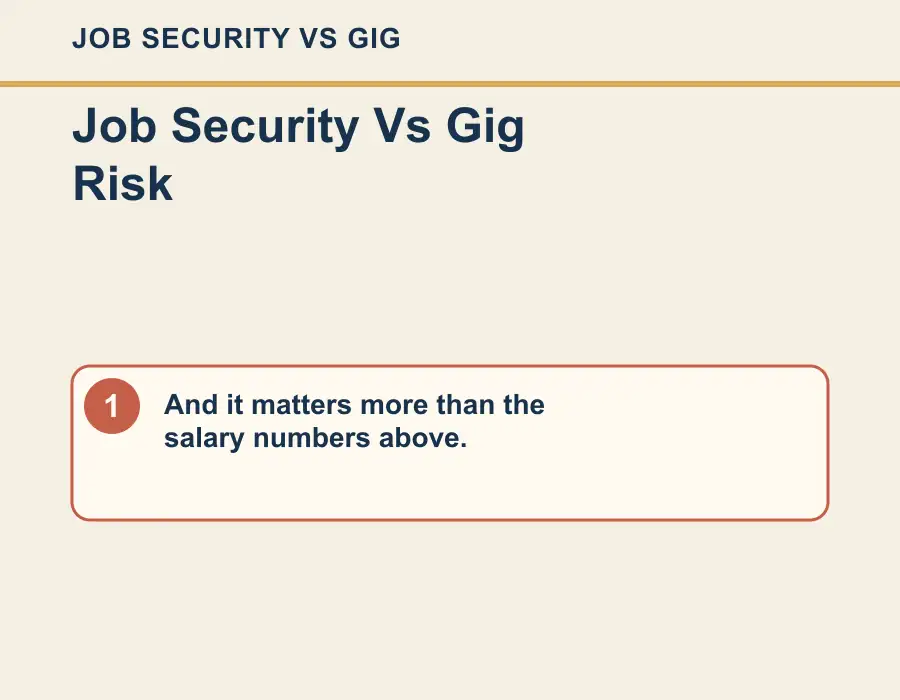 JOB SECURITY VS GIG
Job Security Vs Gig
Risk
1
And it matters more than the
salary numbers above.